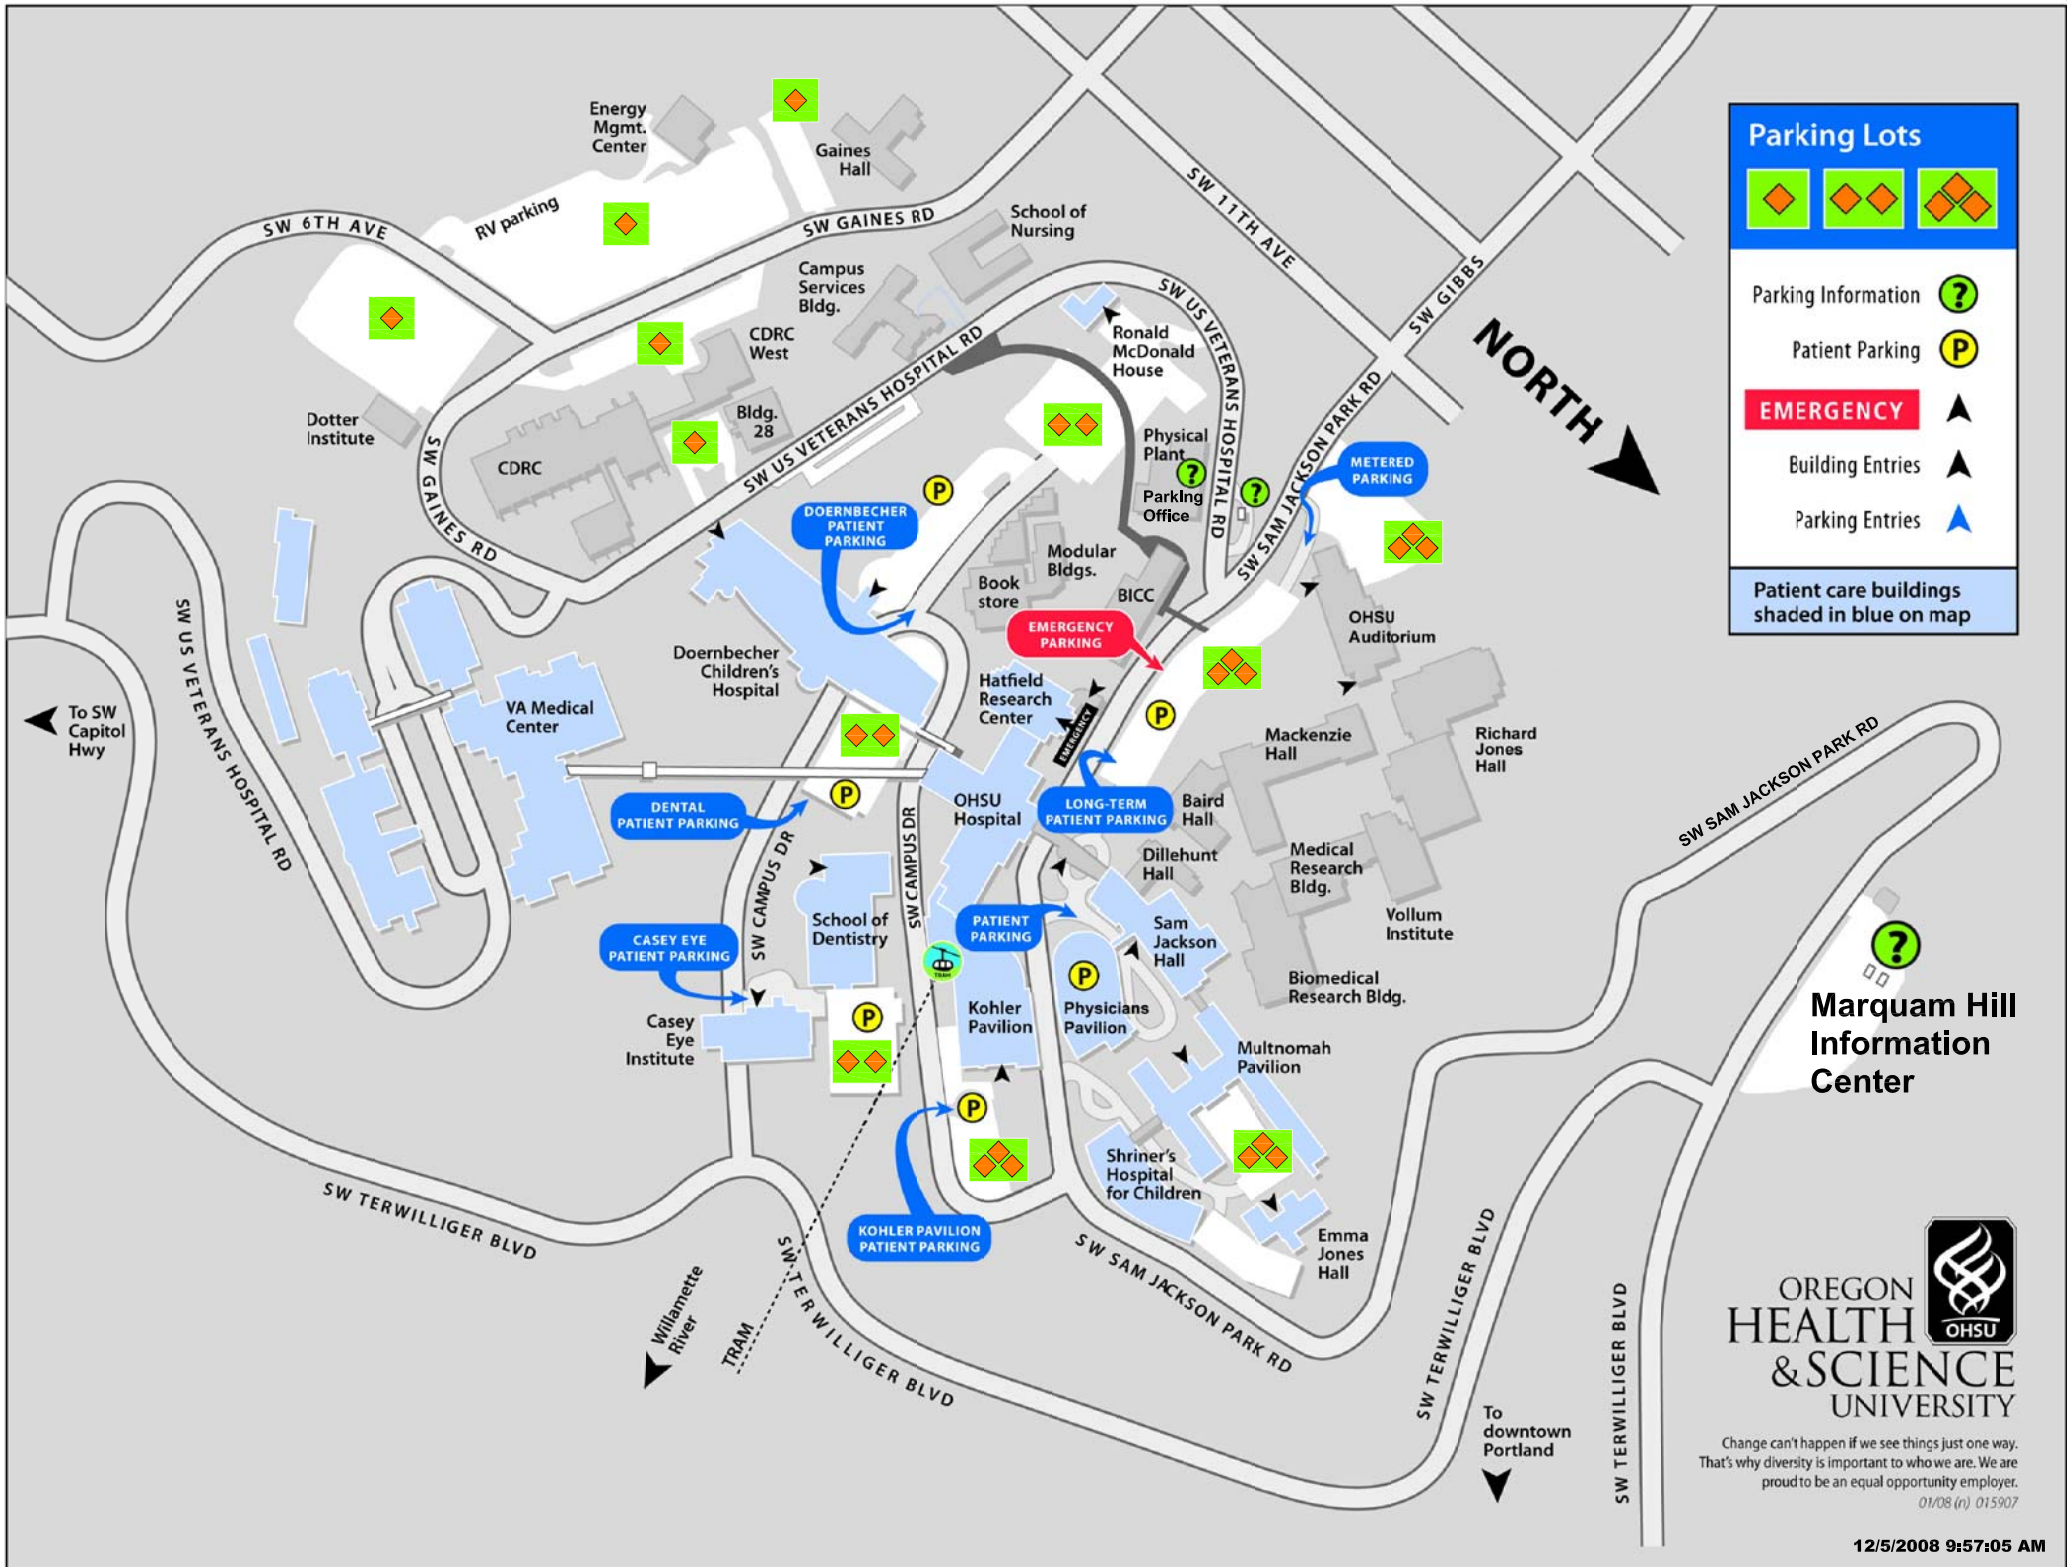 Energy
Mgmt.
Center
Gaines
Hall
RV parking
SW 6TH AVE
SW GAINES RD
School of
Nursing
SW 11TH AVE
SW GIBBS
Campus
Services
Bldg.
CDRC
West
Bldg.
28
CDRC
Dotter
Institute
SW GAINES RD
SW US VETERANS HOSPITAL RD
SW US VETERANS HOSPITAL RD
Ronald
McDonald
House
Physical
Plant
?
Parking
Office
?
SW SAM JACKSON PARK RD
METERED
PARKING
NORTH
Parking Lots
Parking Information ?
Patient Parking P
EMERGENCY
Building Entries
Parking Entries
Patient care buildings
shaded in blue on map
P
DOERNBECHER
PATIENT
PARKING
Modular
Bldgs.
Book
store
BICC
EMERGENCY
PARKING
OHSU
Auditorium
Doernbecher
Children's
Hospital
Hatfield
Research
Center
EMERGENCY
P
Mackenzie
Hall
Richard
Jones
Hall
To SW
Capitol
Hwy
SW US VETERANS HOSPITAL RD
VA Medical
Center
DENTAL
PATIENT PARKING
P
OHSU
Hospital
LONG-TERM
PATIENT PARKING
Baird
Hall
Dillehunt
Hall
Medical
Research
Bldg.
Vollum
Institute
Biomedical
Research Bldg.
SW CAMPUS DR
SW CAMPUS DR
School of
Dentistry
CASEY EYE
PATIENT PARKING
PATIENT
PARKING
Sam
Jackson
Hall
TRAM
P
Kohler
Pavilion
P
Physicians
Pavilion
Casey
Eye
Institute
Multnomah
Pavilion
P
Shriner's
Hospital
for Children
Emma
Jones
Hall
KOHLER PAVILION
PATIENT PARKING
SW SAM JACKSON PARK RD
SW SAM JACKSON PARK RD
?
Marquam Hill
Information
Center
SW TERWILLIGER BLVD
SW TERWILLIGER BLVD
SW TERWILLIGER BLVD
SW TERWILLIGER BLVD
Willamette
River
TRAM
To
downtown
Portland
OHSU
OREGON
HEALTH
&SCIENCE
UNIVERSITY
Change can't happen if we see things just one way.
That's why diversity is important to who we are. We are
proud to be an equal opportunity employer.
01/08 (n) 015907
12/5/2008 9:57:05 AM